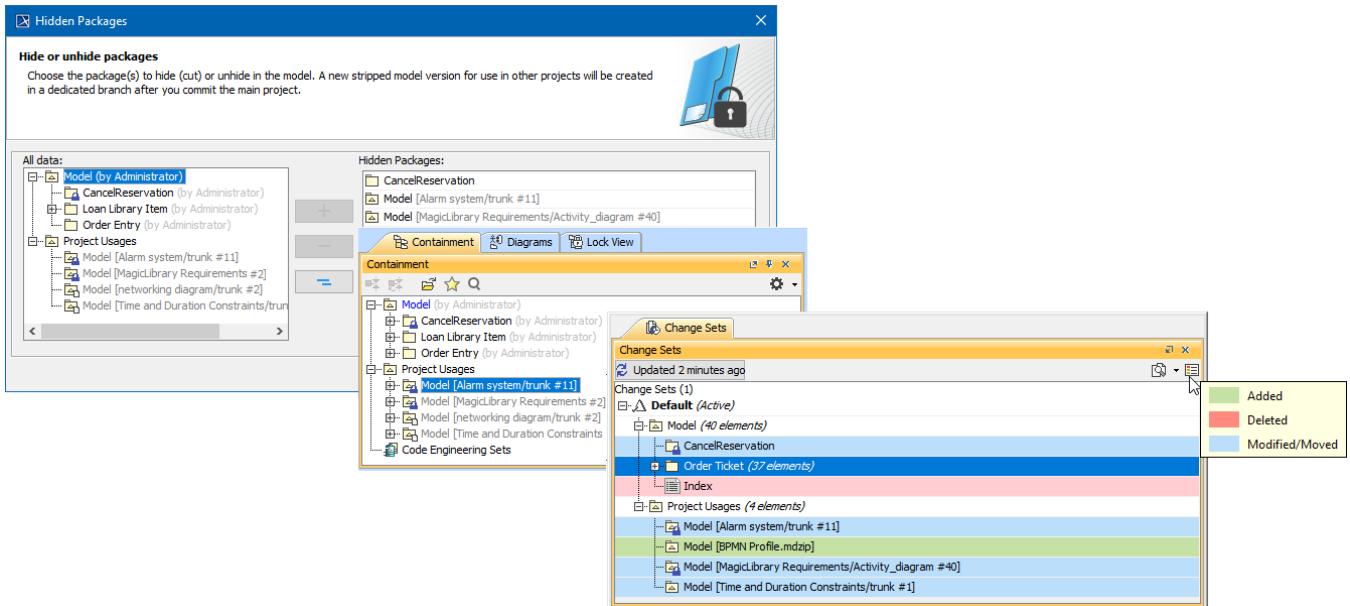 Hidden Packages
Hide or unhide packages
Choose the package(s) to hide (cut) or unhide in the model. A new stripped model version for use in other projects will be created
in a dedicated branch after you commit the main project.
All data:
Model (by Administrator)
CancelReservation (by Administrator)
Loan Library Item (by Administrator)
Order Entry (by Administrator)
Project Usages
Model [Alarm system/trunk #11]
Model [MagicLibrary Requirements #2]
Model [networking diagram/trunk #2]
Model [Time and Duration Constraints/trun
Hidden Packages:
CancelReservation
Model [Alarm system/trunk #11]
Model [MagicLibrary Requirements/Activity_diagram #40]
Containment
Diagrams
Lock View
Containment
Model (by Administrator)
CancelReservation (by Administrator)
Loan Library Item (by Administrator)
Order Entry (by Administrator)
Project Usages
Model [Alarm system/trunk #11]
Model [MagicLibrary Requirements #2]
Model [networking diagram/trunk #2]
Model [Time and Duration Constraints
Code Engineering Sets
Change Sets
Change Sets
Updated 2 minutes ago
Change Sets (1)
Default (Active)
Model (40 elements)
CancelReservation
Order Ticket (37 elements)
Index
Project Usages (4 elements)
Model [Alarm system/trunk #11]
Model [BPMN Profile.mdzip]
Model [MagicLibrary Requirements/Activity_diagram #40]
Model [Time and Duration Constraints/trunk #1]
Added
Deleted
Modified/Moved